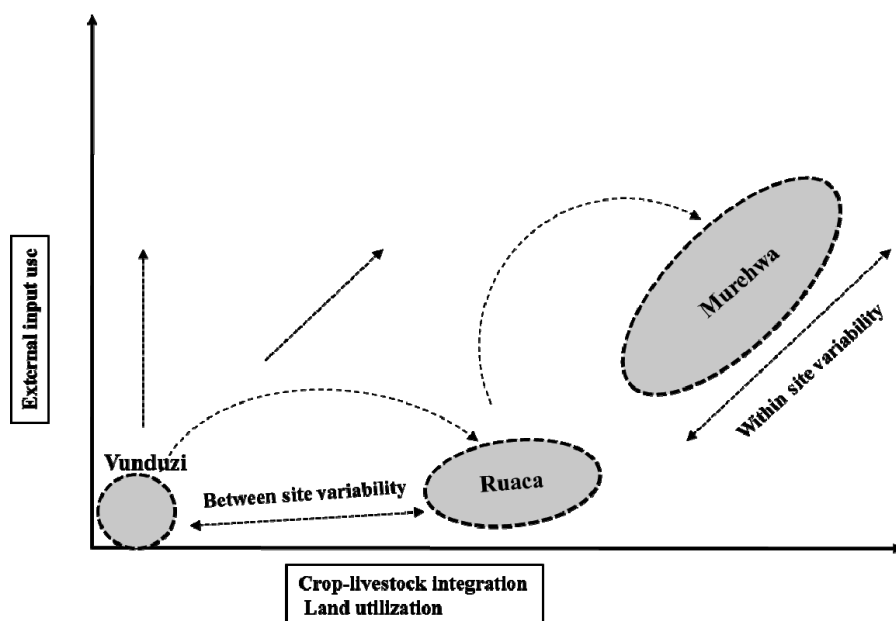 External input use
Vunduzi
Between site variability
Ruaca
Murehwa
Within site variability
Crop-livestock integration
Land utilization